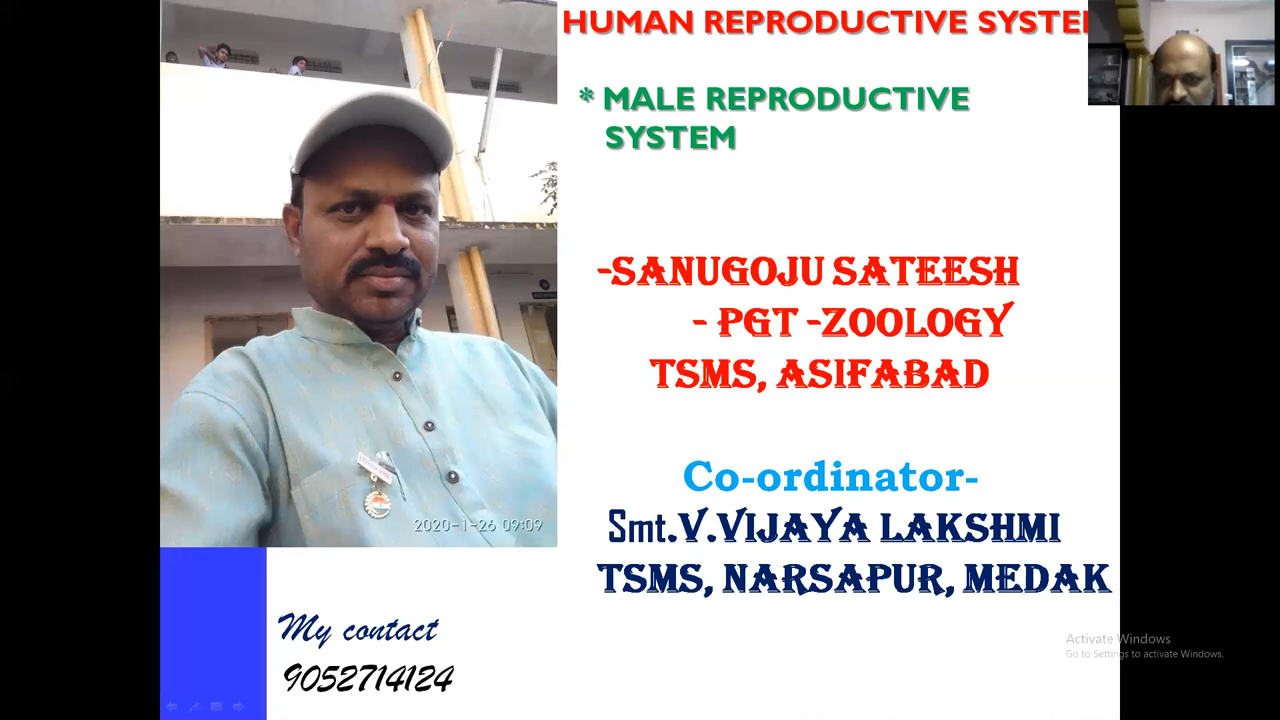 HUMAN REPRODUCTIVE SYSTE
* MALE REPRODUCTIVE
SYSTEM
-SANUGOJU SATEESH
- PGT -ZOOLOGY
TSMS, ASIFABAD
Co-ordinator-
Smt.V.VIJAYA LAKSHMI
TSMS, NARSAPUR, MEDAK
2020-1-26 09:09
My contact
9052714124
Activate Windows
Go to Settings to activate Windows.